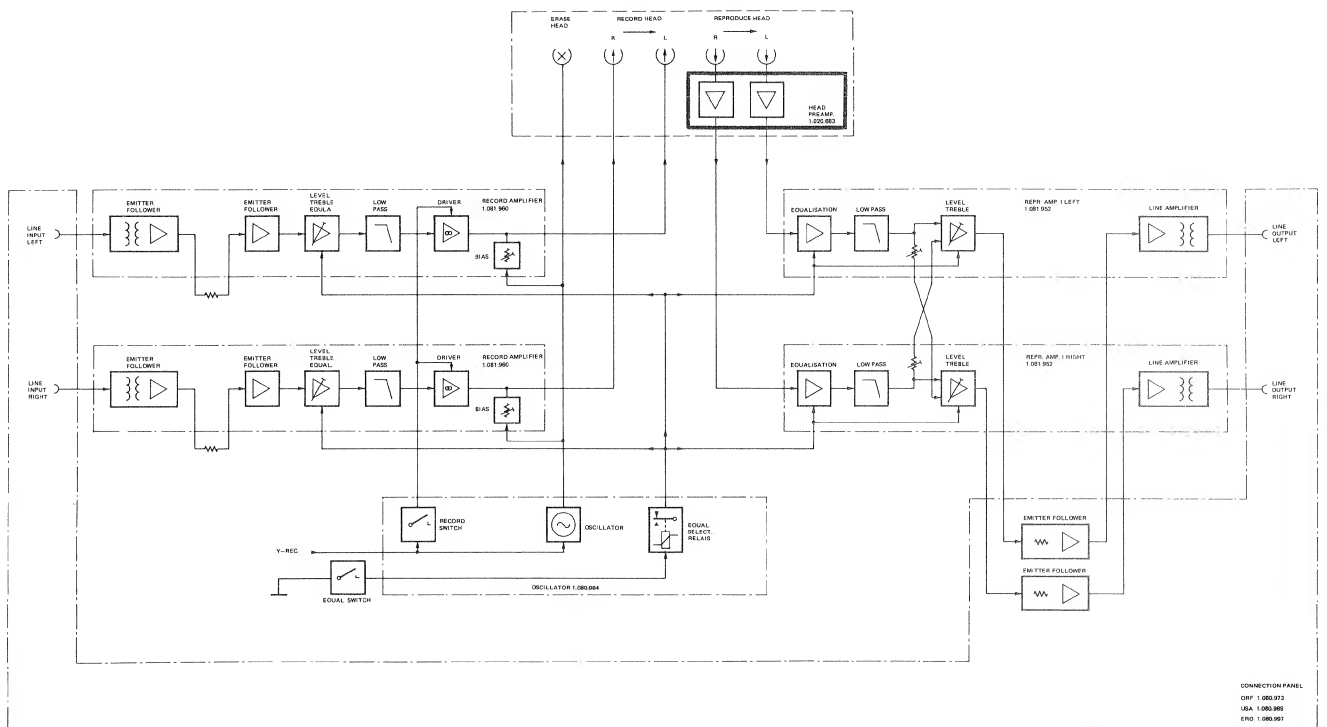 ERASE
HEAD
RECORD HEAD
REPRODUCE HEAD
R
L
R
L
HEAD
PREAMP.
1.020.683
LINE
INPUT
LEFT
EMITTER
FOLLOWER
EMITTER
FOLLOWER
LEVEL
TREBLE
EQUALA
LOW
PASS
DRIVER
RECORD AMPLIFIER
1.081.960
BIAS
EQUALISATION
LOW PASS
LEVEL
TREBLE
REPR. AMP. I LEFT
1.081.952
LINE AMPLIFIER
LINE
OUTPUT
LEFT
LINE
INPUT
RIGHT
EMITTER
FOLLOWER
EMITTER
FOLLOWER
LEVEL
TREBLE
EQUAL.
LOW
PASS
DRIVER
RECORD AMPLIFIER
1.081.960
BIAS
EQUALISATION
LOW PASS
LEVEL
TREBLE
REPR. AMP. I RIGHT
1.081.952
LINE AMPLIFIER
LINE
OUTPUT
RIGHT
RECORD
SWITCH
OSCILLATOR
EQUAL
SELECT.
RELAIS
Y-REC.
EQUAL SWITCH
OSCILLATOR 1.080.984
EMITTER FOLLOWER
EMITTER FOLLOWER
CONNECTION PANEL
ORF 1.080.973
USA 1.080.989
ERO 1.080.997